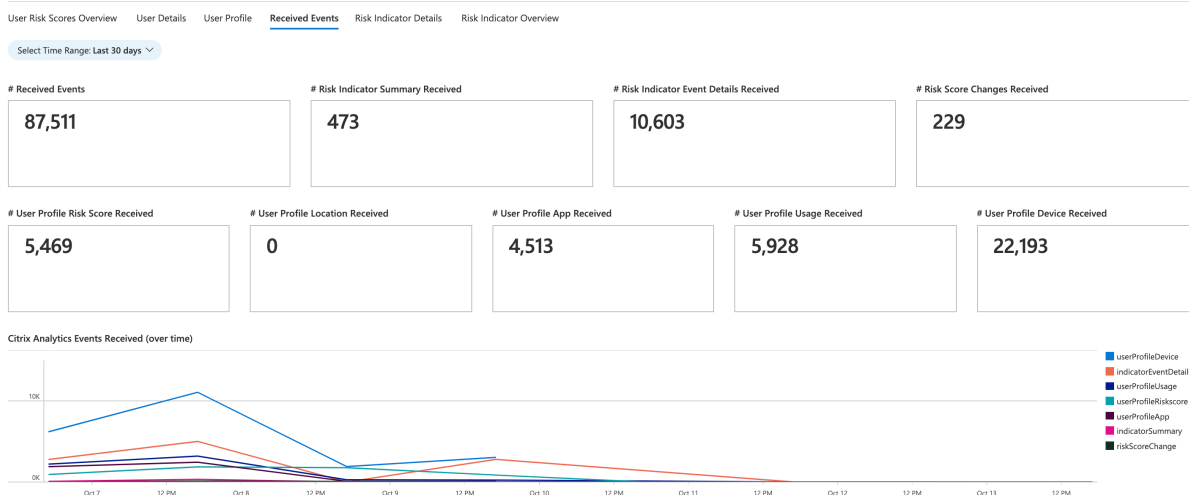 User Risk Scores Overview User Details User Profile Received Events Risk Indicator Details Risk Indicator Overview
Select Time Range: Last 30 days
# Received Events # Risk Indicator Summary Received # Risk Indicator Event Details Received # Risk Score Changes Received
87,511 473 10,603 229
# User Profile Risk Score Received # User Profile Location Received # User Profile App Received # User Profile Usage Received # User Profile Device Received
5,469 0 4,513 5,928 22,193
Citrix Analytics Events Received (over time)
userProfileDevice
indicatorEventDetail
userProfileUsage
userProfileRiskscore
userProfileApp
indicatorSummary
riskScoreChange
10K
0K
Oct 7 12 PM Oct 8 12 PM Oct 9 12 PM Oct 10 12 PM Oct 11 12 PM Oct 12 12 PM Oct 13 12 PM